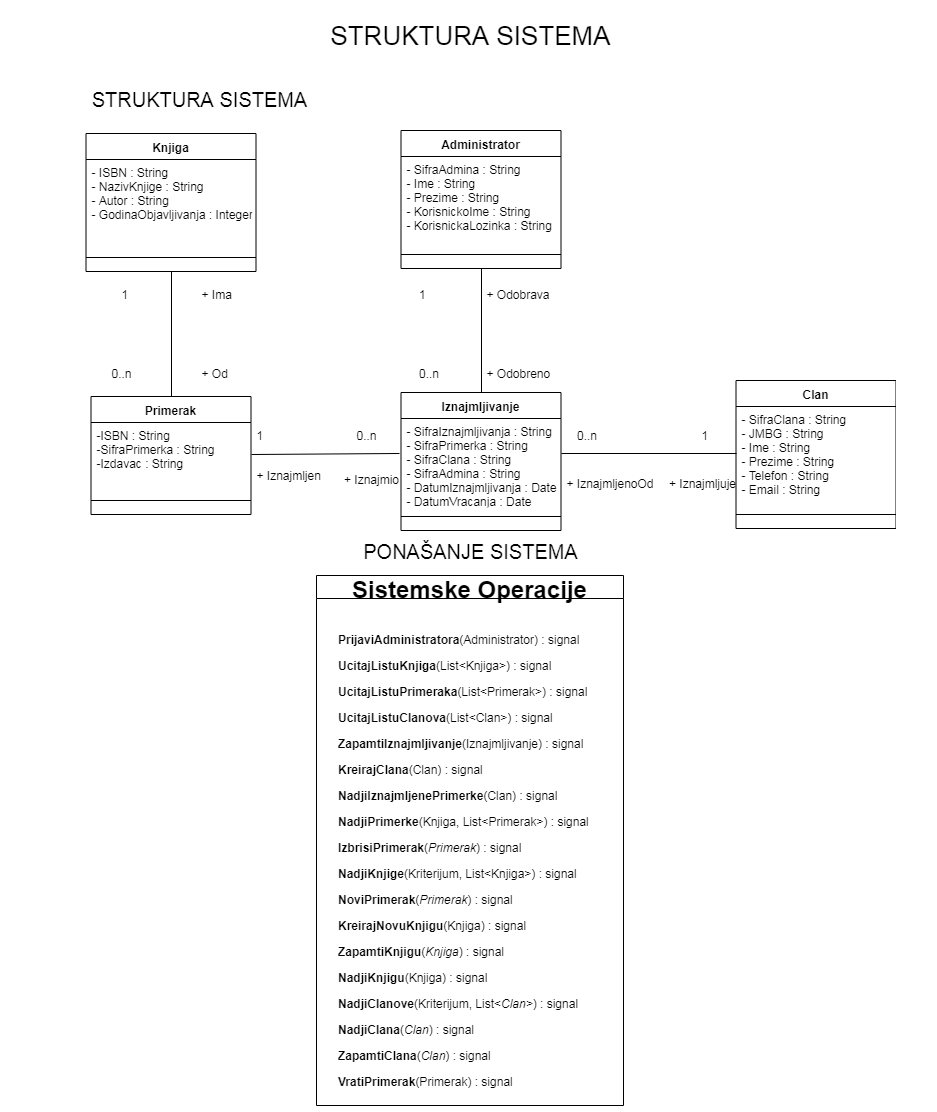 STRUKTURA SISTEMA
STRUKTURA SISTEMA
Knjiga
- ISBN : String
- NazivKnjige : String
- Autor : String
- GodinaObjavljivanja : Integer
Administrator
- SifraAdmina : String
- Ime : String
- Prezime : String
- KorisnickoIme : String
- KorisnickaLozinka : String
1
+ Ima
1
+ Odobrava
0..n
+ Od
0..n
+ Odobreno
Primerak
-ISBN : String
-SifraPrimerka : String
-Izdavac : String
1
0..n
+ Iznajmljen
+ Iznajmio
Iznajmljivanje
- SifraIznajmljivanja : String
- SifraPrimerka : String
- SifraClana : String
- SifraAdmina : String
- DatumIznajmljivanja : Date
- DatumVracanja : Date
0..n
1
+ IznajmljenoOd
+ Iznajmljuje
Clan
- SifraClana : String
- JMBG : String
- Ime : String
- Prezime : String
- Telefon : String
- Email : String
PONAŠANJE SISTEMA
Sistemske Operacije
PrijaviAdministratora(Administrator) : signal
UcitajListuKnjiga(List<Knjiga>) : signal
UcitajListuPrimeraka(List<Primerak>) : signal
UcitajListuClanova(List<Clan>) : signal
ZapamtiIznajmljivanje(Iznajmljivanje) : signal
KreirajClana(Clan) : signal
NadjiIznajmljenePrimerke(Clan) : signal
NadjiPrimerke(Knjiga, List<Primerak>) : signal
IzbrisiPrimerak(Primerak) : signal
NadjiKnjige(Kriterijum, List<Knjiga>) : signal
NoviPrimerak(Primerak) : signal
KreirajNovuKnjigu(Knjiga) : signal
ZapamtiKnjigu(Knjiga) : signal
NadjiKnjigu(Knjiga) : signal
NadjiClanove(Kriterijum, List<Clan>) : signal
NadjiClana(Clan) : signal
ZapamtiClana(Clan) : signal
VratiPrimerak(Primerak) : signal